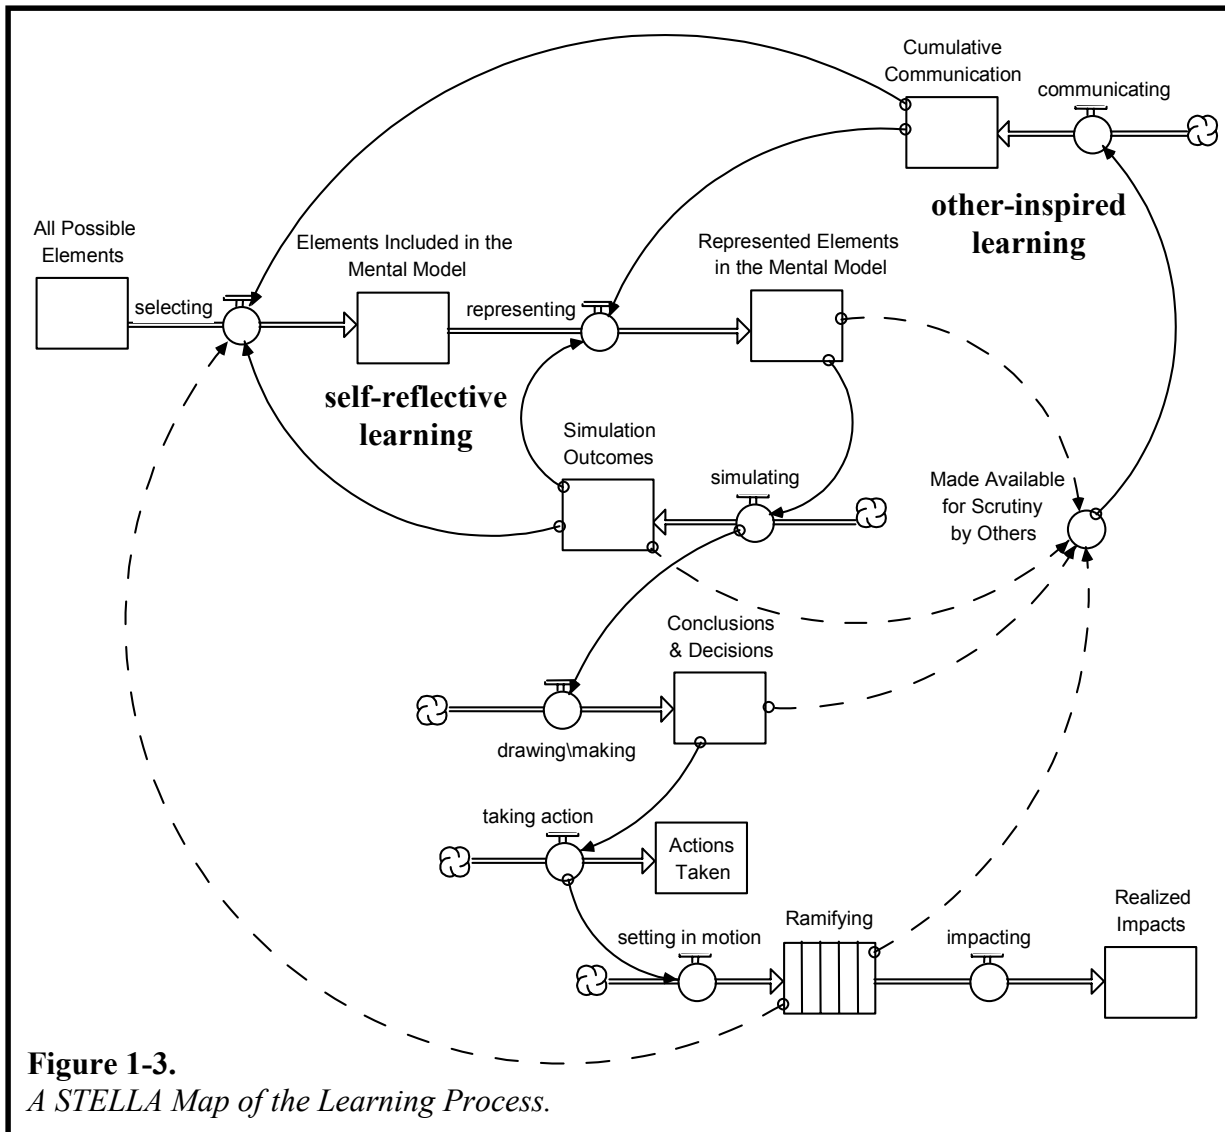 Cumulative
Communication
communicating
other-inspired
learning
All Possible
Elements
selecting
Elements Included in the
Mental Model
representing
Represented Elements
in the Mental Model
self-reflective
learning
Simulation
Outcomes
simulating
Made Available
for Scrutiny
by Others
Conclusions
& Decisions
drawing\making
taking action
Actions
Taken
setting in motion
Ramifying
impacting
Realized
Impacts
Figure 1-3.
A STELLA Map of the Learning Process.